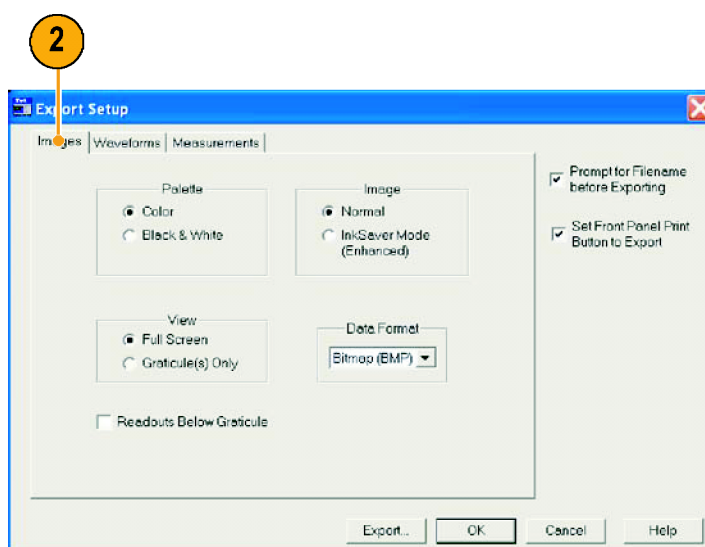 2
Export Setup
Images Waveforms Measurements
Palette
Color
Black & White
Image
Normal
InkSaver Mode
(Enhanced)
Prompt for Filename
before Exporting
Set Front Panel Print
Button to Export
View
Full Screen
Graticule(s) Only
Data Format
Bitmap (BMP)
Readouts Below Graticule
Export... OK Cancel Help